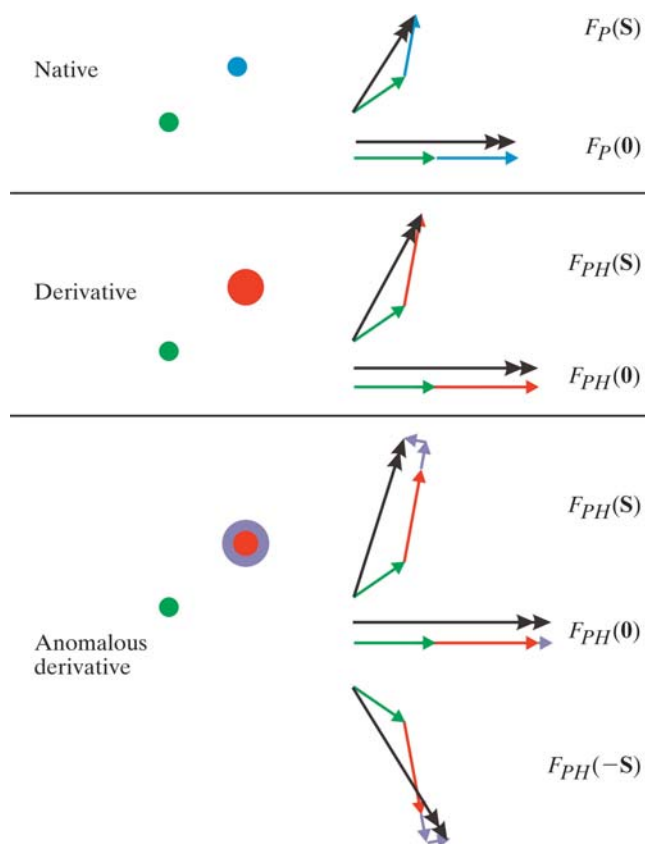 Native
F_P(S)
F_P(0)
Derivative
F_PH(S)
F_PH(0)
Anomalous
derivative
F_PH(S)
F_PH(0)
F_PH(−S)